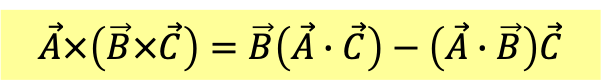 A⃗×(B⃗×C⃗) = B⃗(A⃗ · C⃗) − (A⃗ · B⃗)C⃗